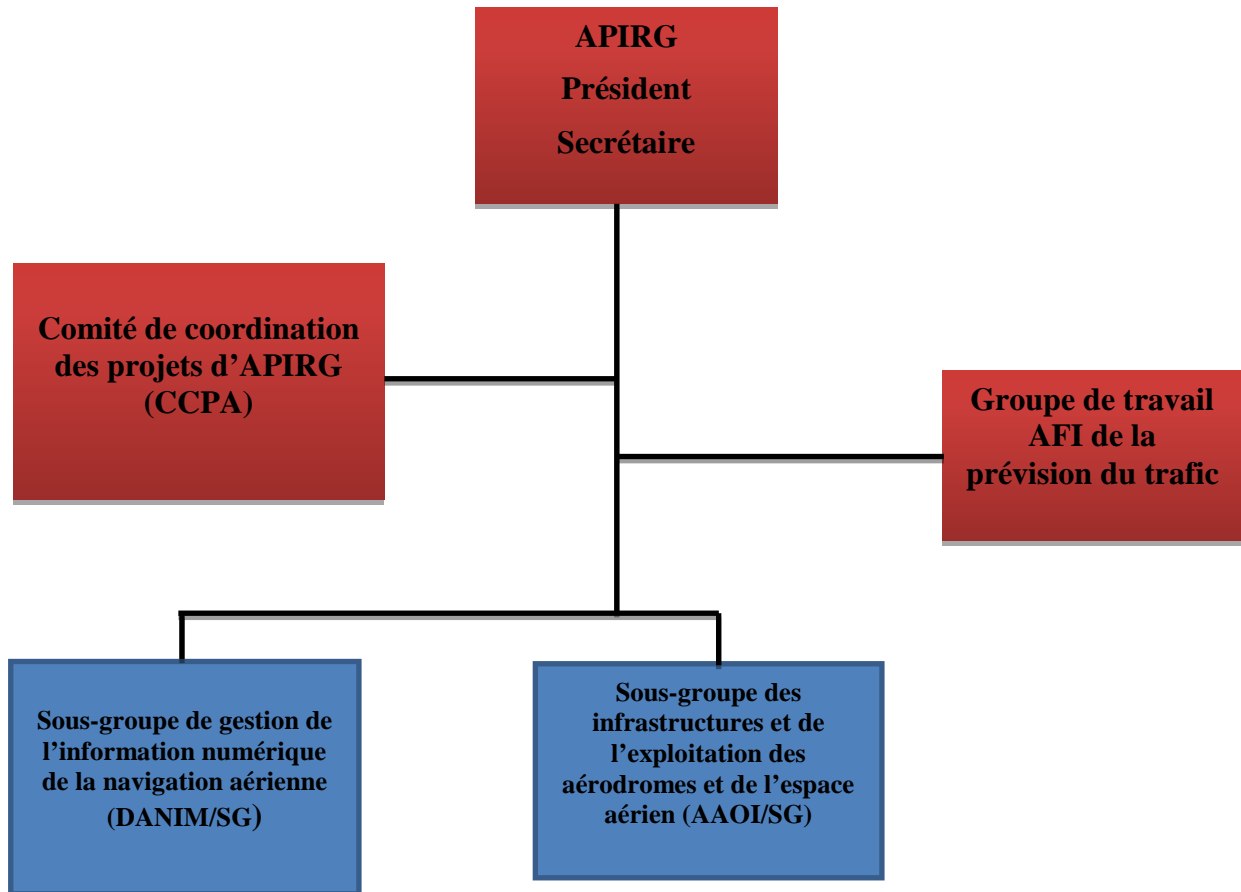 APIRG
Président
Secrétaire
Comité de coordination
des projets d’APIRG
(CCPA)
Groupe de travail
AFI de la
prévision du trafic
Sous-groupe de gestion de
l’information numérique
de la navigation aérienne
(DANIM/SG)
Sous-groupe des
infrastructures et de
l’exploitation des
aérodromes et de l’espace
aérien (AAOI/SG)